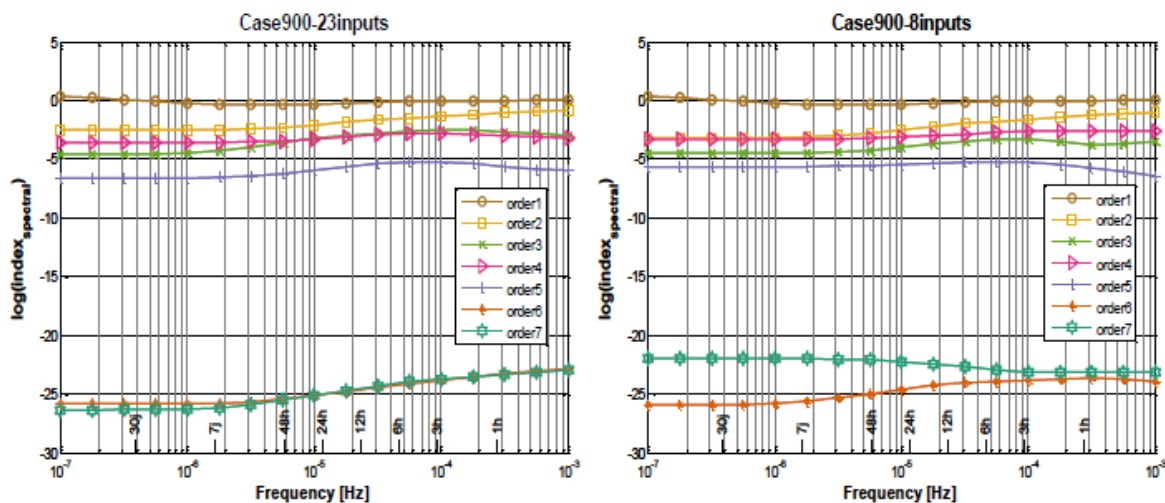 Case900-23inputs
5
0
-5
-10
-15
-20
-25
-30
log(index_spectral)
order1
order2
order3
order4
order5
order6
order7
30j
7j
48h
24h
12h
6h
3h
1h
10^-7
10^-6
10^-5
10^-4
10^-3
Frequency [Hz]
Case900-8inputs
5
0
-5
-10
-15
-20
-25
-30
log(index_spectral)
order1
order2
order3
order4
order5
order6
order7
30j
7j
48h
24h
12h
6h
3h
1h
10^-7
10^-6
10^-5
10^-4
10^-3
Frequency [Hz]